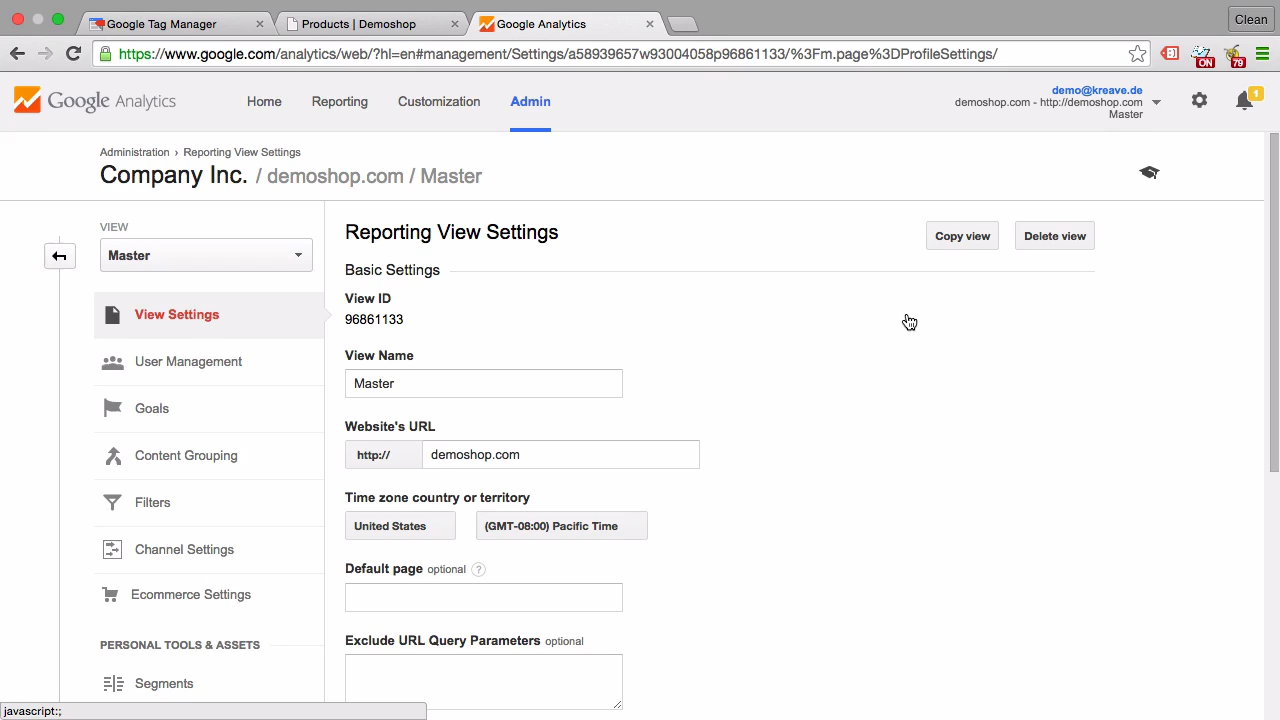 Google Tag Manager
Products | Demoshop
Google Analytics
Clean
https://www.google.com/analytics/web/?hl=en#management/Settings/a58939657w93004058p96861133/%3Fm.page%3DProfileSettings/
ON
79
Google Analytics
Home
Reporting
Customization
Admin
demo@kreave.de
demoshop.com - http://demoshop.com
Master
1
Administration › Reporting View Settings
Company Inc. / demoshop.com / Master
VIEW
Master
View Settings
User Management
Goals
Content Grouping
Filters
Channel Settings
Ecommerce Settings
PERSONAL TOOLS & ASSETS
Segments
Reporting View Settings
Copy view
Delete view
Basic Settings
View ID
96861133
View Name
Master
Website's URL
http://
demoshop.com
Time zone country or territory
United States
(GMT-08:00) Pacific Time
Default page optional ?
Exclude URL Query Parameters optional
javascript:;